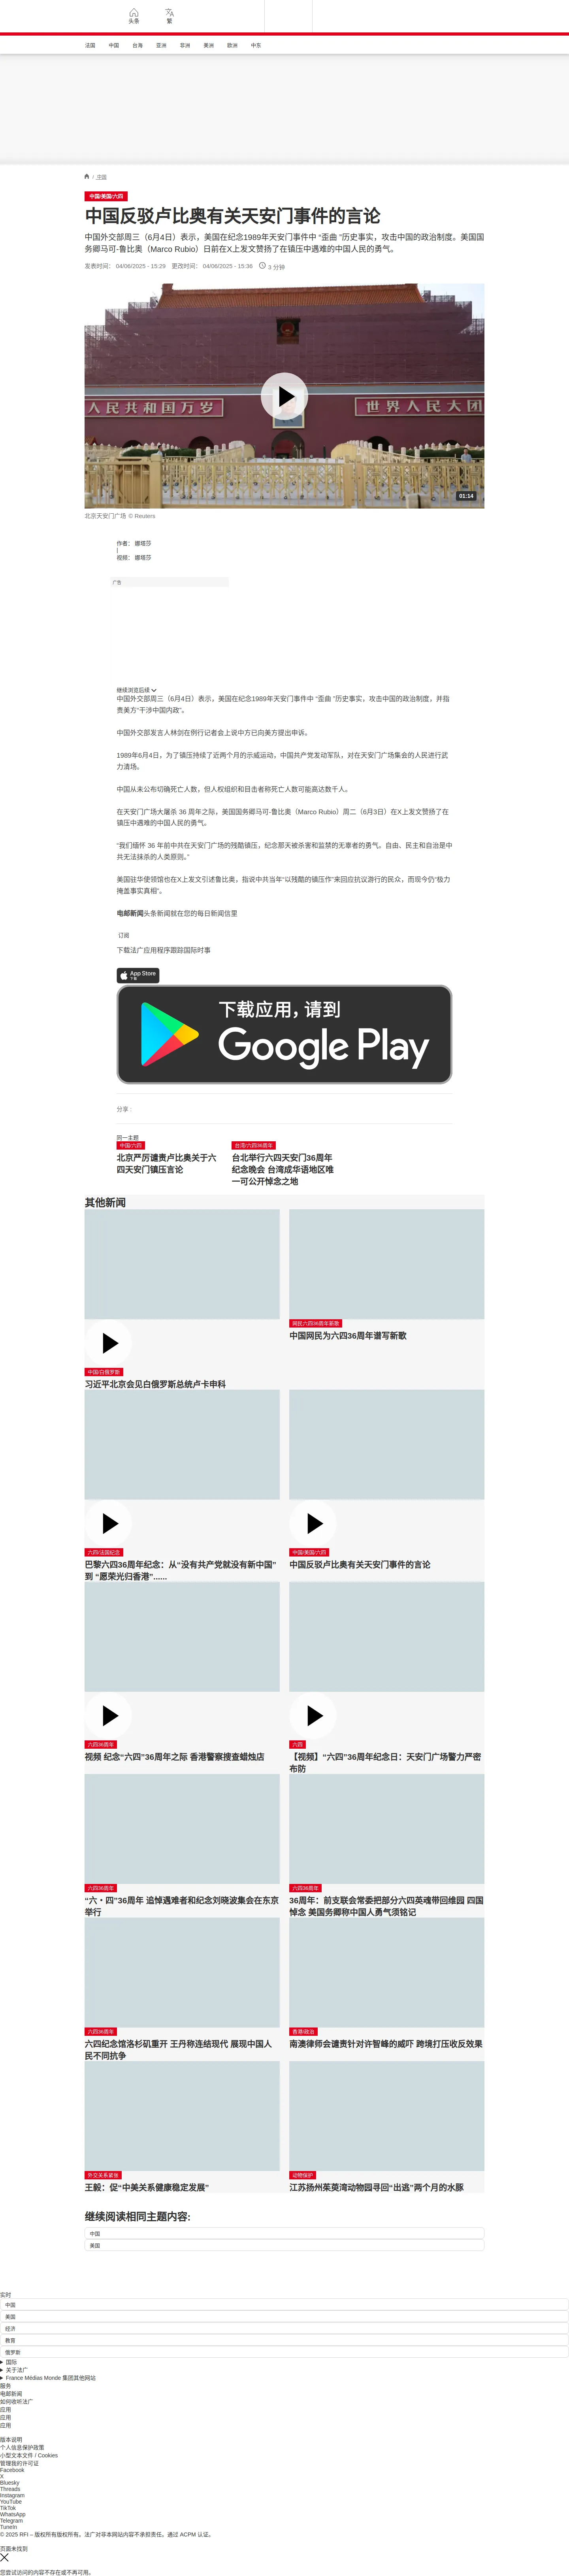 头条
繁
法国
中国
台海
亚洲
非洲
美洲
欧洲
中东
/ 中国
中国/美国/六四
中国反驳卢比奥有关天安门事件的言论
中国外交部周三（6月4日）表示，美国在纪念1989年天安门事件中 “歪曲 ”历史事实，攻击中国的政治制度。美国国
务卿马可-鲁比奥（Marco Rubio）日前在X上发文赞扬了在镇压中遇难的中国人民的勇气。
发表时间： 04/06/2025 - 15:29 更改时间： 04/06/2025 - 15:36 3 分钟
人民共和国万岁
世界人民大团
01:14
北京天安门广场 © Reuters
作者： 娜塔莎
|
视频： 娜塔莎
广告
继续浏览后续
中国外交部周三（6月4日）表示，美国在纪念1989年天安门事件中 “歪曲 ”历史事实，攻击中国的政治制度，并指
责美方“干涉中国内政”。
中国外交部发言人林剑在例行记者会上说中方已向美方提出申诉。
1989年6月4日，为了镇压持续了近两个月的示威运动，中国共产党发动军队，对在天安门广场集会的人民进行武
力清场。
中国从未公布切确死亡人数，但人权组织和目击者称死亡人数可能高达数千人。
在天安门广场大屠杀 36 周年之际，美国国务卿马可-鲁比奥（Marco Rubio）周二（6月3日）在X上发文赞扬了在
镇压中遇难的中国人民的勇气。
“我们缅怀 36 年前中共在天安门广场的残酷镇压，纪念那天被杀害和监禁的无辜者的勇气。自由、民主和自治是中
共无法抹杀的人类原则。”
美国驻华使领馆也在X上发文引述鲁比奥，指说中共当年“以残酷的镇压作”来回应抗议游行的民众，而现今仍“极力
掩盖事实真相”。
电邮新闻头条新闻就在您的每日新闻信里
订阅
下载法广应用程序跟踪国际时事
App Store
下载
下载应用，请到
Google Play
分享 :
同一主题
中国/六四
北京严厉谴责卢比奥关于六
四天安门镇压言论
台湾/六四36周年
台北举行六四天安门36周年
纪念晚会 台湾成华语地区唯
一可公开悼念之地
其他新闻
中国/白俄罗斯
习近平北京会见白俄罗斯总统卢卡申科
网民六四36周年新歌
中国网民为六四36周年谱写新歌
六四/法国纪念
巴黎六四36周年纪念：从“没有共产党就没有新中国”
到 “愿荣光归香港”......
中国/美国/六四
中国反驳卢比奥有关天安门事件的言论
六四36周年
视频 纪念“六四”36周年之际 香港警察搜查蜡烛店
六四
【视频】“六四”36周年纪念日：天安门广场警力严密
布防
六四36周年
“六・四”36周年 追悼遇难者和纪念刘晓波集会在东京
举行
六四36周年
36周年：前支联会常委把部分六四英魂带回维园 四国
悼念 美国务卿称中国人勇气须铭记
六四36周年
六四纪念馆洛杉矶重开 王丹称连结现代 展现中国人
民不同抗争
香港/政治
南澳律师会谴责针对许智峰的威吓 跨境打压收反效果
外交关系紧张
王毅：促“中美关系健康稳定发展”
动物保护
江苏扬州茱萸湾动物园寻回“出逃”两个月的水豚
继续阅读相同主题内容:
中国
美国
实时
中国
美国
经济
教育
俄罗斯
国际
关于法广
France Médias Monde 集团其他网站
服务
电邮新闻
如何收听法广
应用
应用
应用
版本说明
个人信息保护政策
小型文本文件 / Cookies
管理我的许可证
Facebook
X
Bluesky
Threads
Instagram
YouTube
TikTok
WhatsApp
Telegram
TuneIn
© 2025 RFI – 版权所有版权所有。法广对非本网站内容不承担责任。通过 ACPM 认证。
页面未找到
您尝试访问的内容不存在或不再可用。